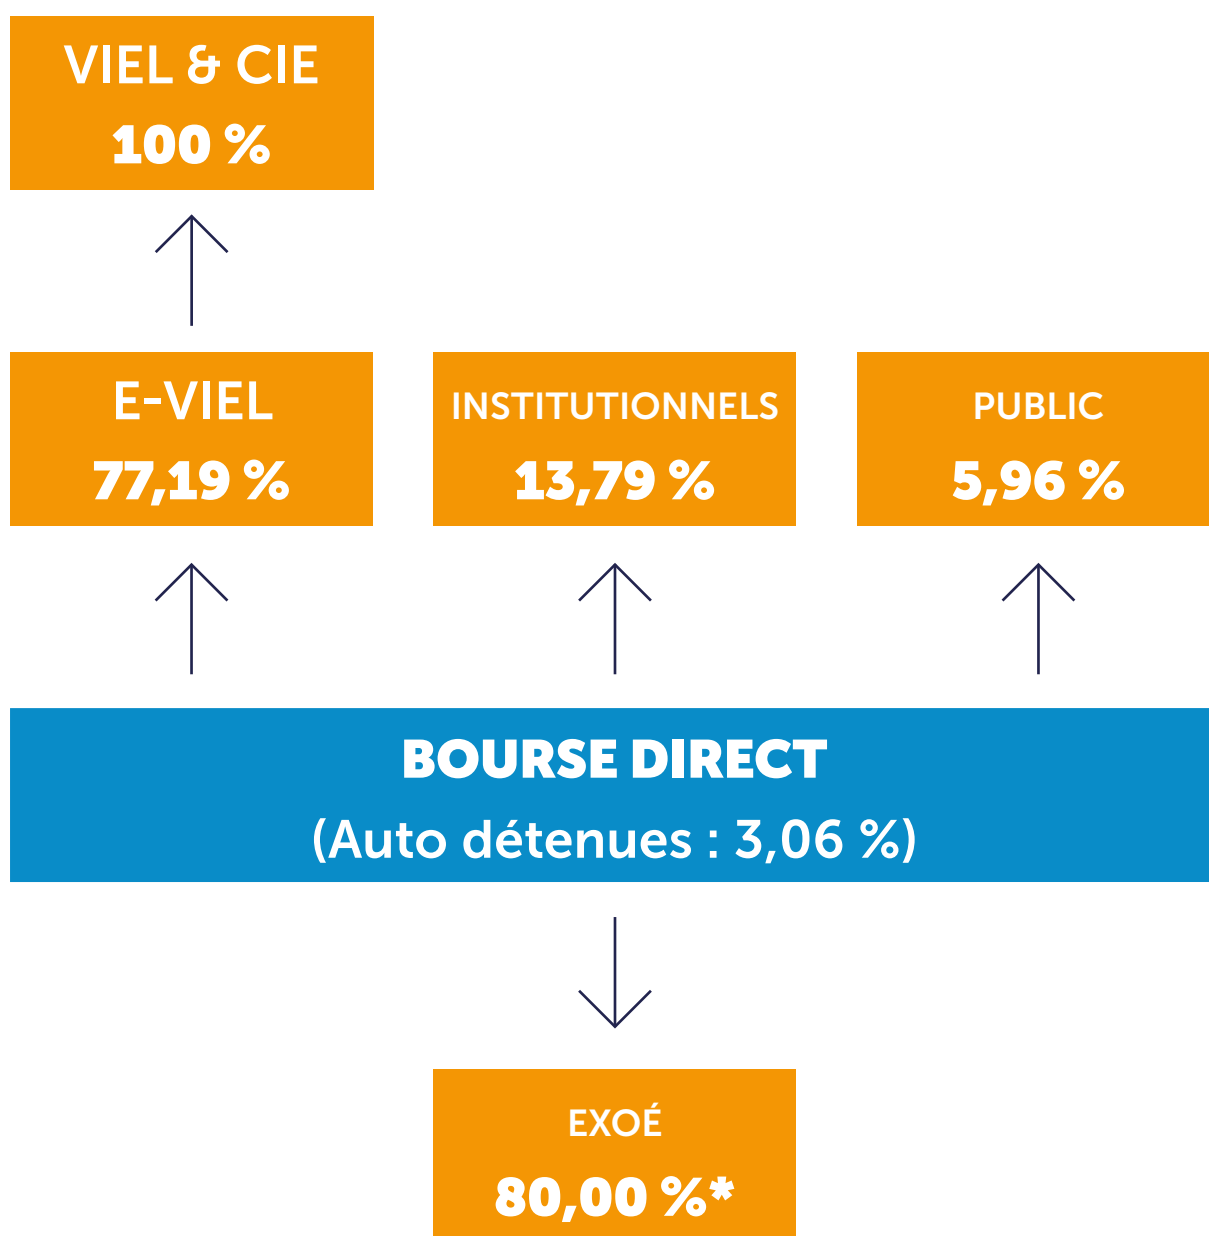 VIEL & CIE
100 %
E-VIEL
77,19 %
INSTITUTIONNELS
13,79 %
PUBLIC
5,96 %
BOURSE DIRECT
(Auto détenues : 3,06 %)
EXOÉ
80,00 %*